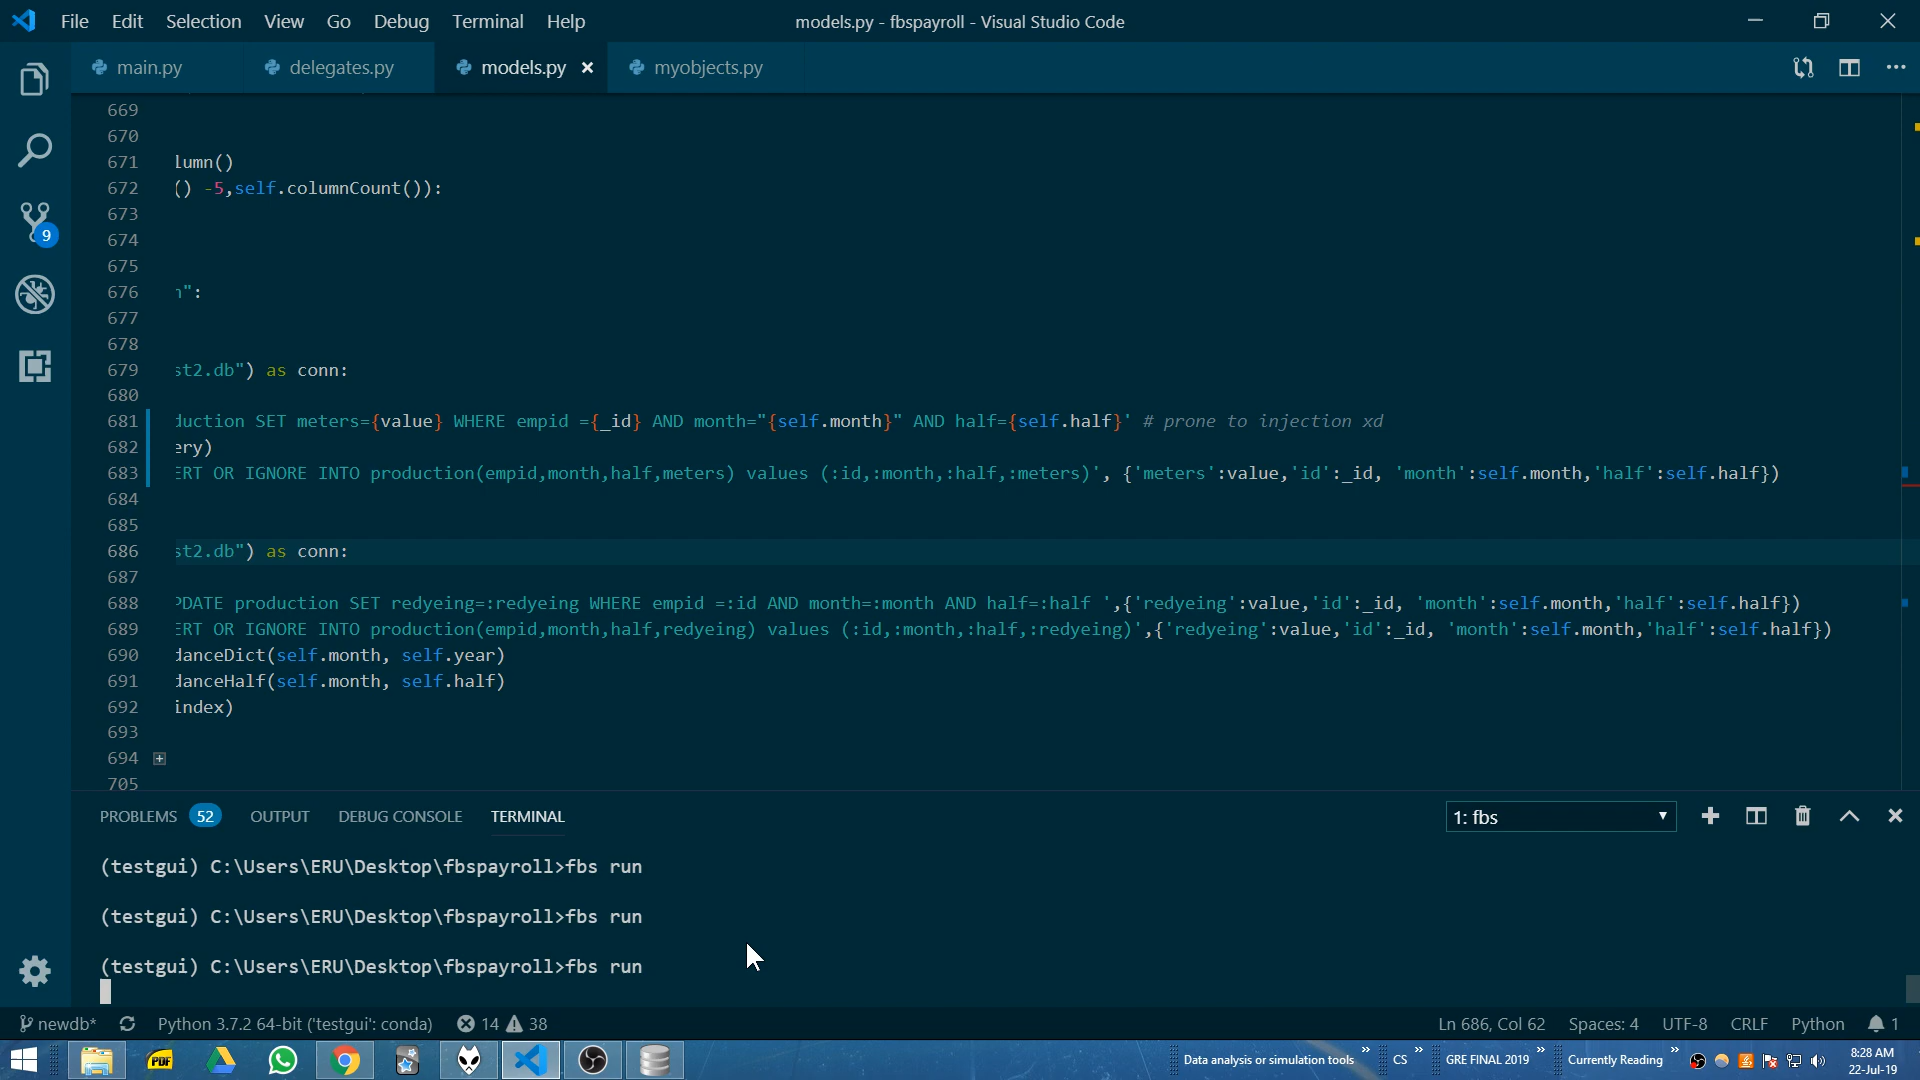 File Edit Selection View Go Debug Terminal Help
models.py - fbspayroll - Visual Studio Code
main.py delegates.py models.py myobjects.py
669
670
671 lumn()
672 () -5,self.columnCount()):
673
674
675
676 n":
677
678
679 st2.db") as conn:
680
681 duction SET meters={value} WHERE empid ={_id} AND month="{self.month}" AND half={self.half}' # prone to injection xd
682 ery)
683 ERT OR IGNORE INTO production(empid,month,half,meters) values (:id,:month,:half,:meters)', {'meters':value,'id':_id, 'month':self.month,'half':self.half})
684
685
686 st2.db") as conn:
687
688 PDATE production SET redyeing=:redyeing WHERE empid =:id AND month=:month AND half=:half ',{'redyeing':value,'id':_id, 'month':self.month,'half':self.half})
689 ERT OR IGNORE INTO production(empid,month,half,redyeing) values (:id,:month,:half,:redyeing)',{'redyeing':value,'id':_id, 'month':self.month,'half':self.half})
690 danceDict(self.month, self.year)
691 danceHalf(self.month, self.half)
692 index)
693
694
705
9
PROBLEMS 52 OUTPUT DEBUG CONSOLE TERMINAL 1: fbs
(testgui) C:\Users\ERU\Desktop\fbspayroll>fbs run
(testgui) C:\Users\ERU\Desktop\fbspayroll>fbs run
(testgui) C:\Users\ERU\Desktop\fbspayroll>fbs run
newdb* Python 3.7.2 64-bit ('testgui': conda) 14 38 Ln 686, Col 62 Spaces: 4 UTF-8 CRLF Python 1
PDF Data analysis or simulation tools » CS » GRE FINAL 2019 » Currently Reading » 8:28 AM
22-Jul-19